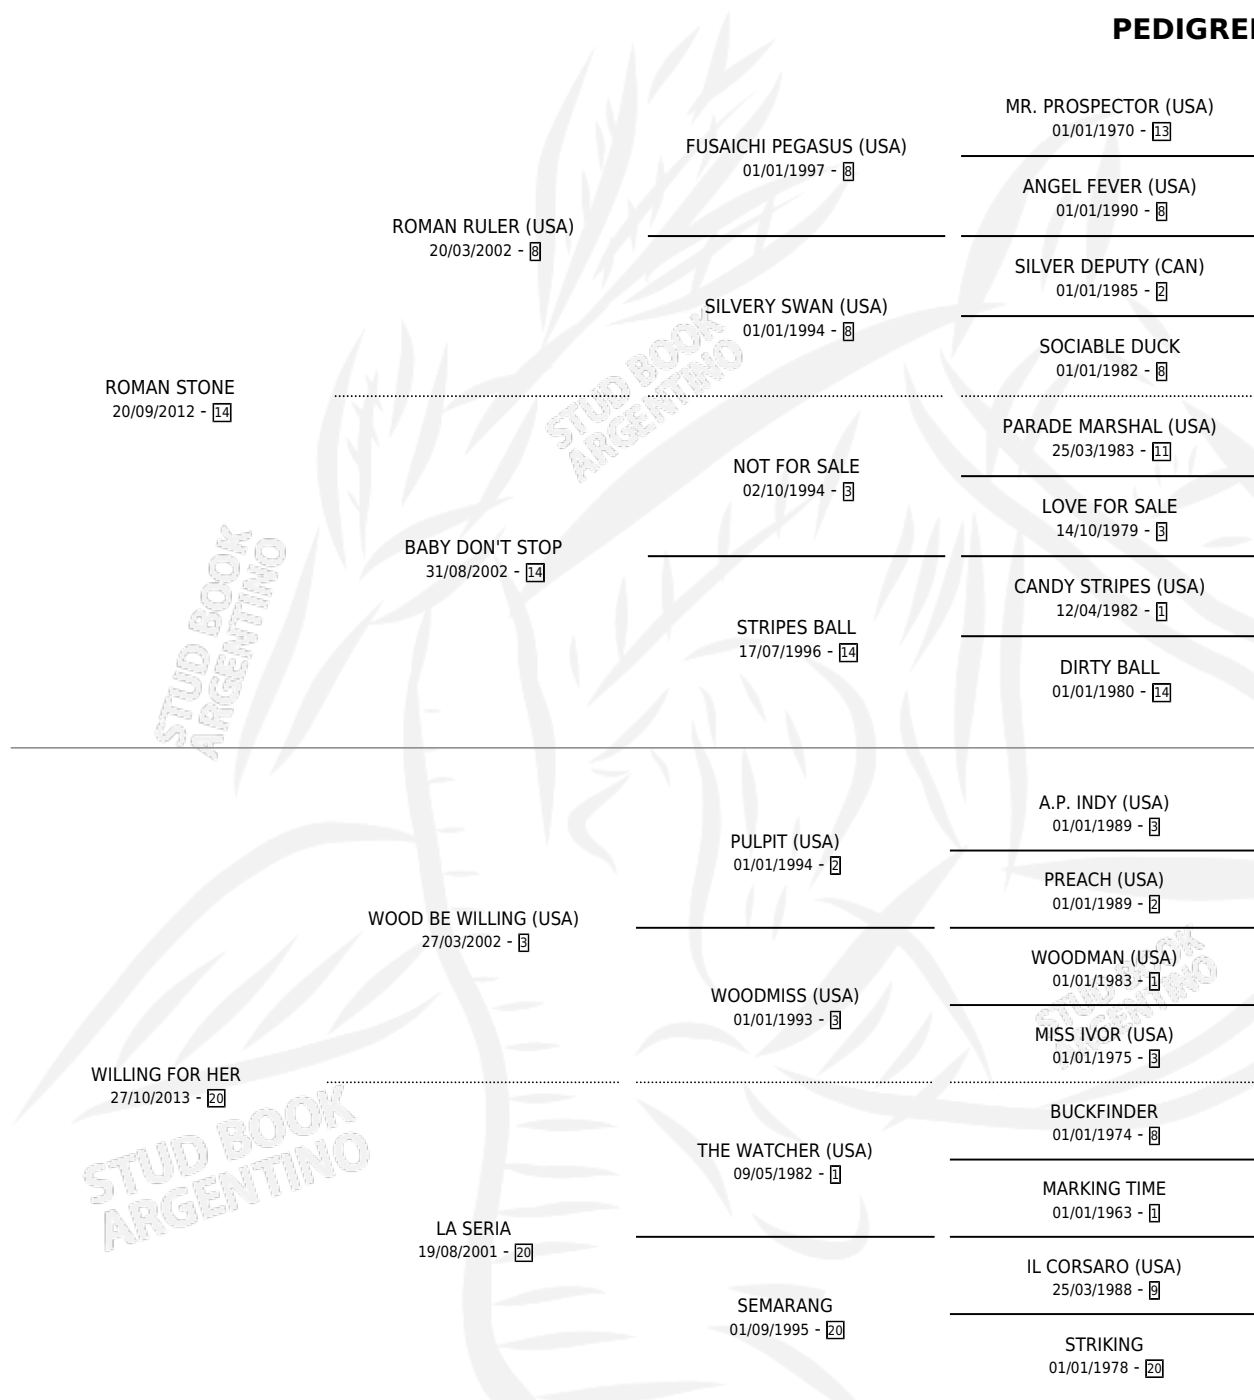 PEDIGREE
MR. PROSPECTOR (USA)
01/01/1970 - 13
FUSAICHI PEGASUS (USA)
01/01/1997 - 8
ANGEL FEVER (USA)
01/01/1990 - 8
ROMAN RULER (USA)
20/03/2002 - 8
SILVER DEPUTY (CAN)
01/01/1985 - 2
SILVERY SWAN (USA)
01/01/1994 - 8
SOCIABLE DUCK
01/01/1982 - 8
ROMAN STONE
20/09/2012 - 14
STUD BOOK
ARGENTINO
PARADE MARSHAL (USA)
25/03/1983 - 11
NOT FOR SALE
02/10/1994 - 3
LOVE FOR SALE
14/10/1979 - 3
BABY DON'T STOP
31/08/2002 - 14
CANDY STRIPES (USA)
12/04/1982 - 1
STRIPES BALL
17/07/1996 - 14
DIRTY BALL
01/01/1980 - 14
STUD BOOK
ARGENTINO
A.P. INDY (USA)
01/01/1989 - 3
PULPIT (USA)
01/01/1994 - 2
PREACH (USA)
01/01/1989 - 2
WOOD BE WILLING (USA)
27/03/2002 - 3
WOODMAN (USA)
01/01/1983 - 1
WOODMISS (USA)
01/01/1993 - 3
STUD BOOK
ARGENTINO
MISS IVOR (USA)
01/01/1975 - 3
WILLING FOR HER
27/10/2013 - 20
BUCKFINDER
01/01/1974 - 8
THE WATCHER (USA)
09/05/1982 - 1
MARKING TIME
01/01/1963 - 1
STUD BOOK
ARGENTINO
LA SERIA
19/08/2001 - 20
IL CORSARO (USA)
25/03/1988 - 9
SEMARANG
01/09/1995 - 20
STRIKING
01/01/1978 - 20